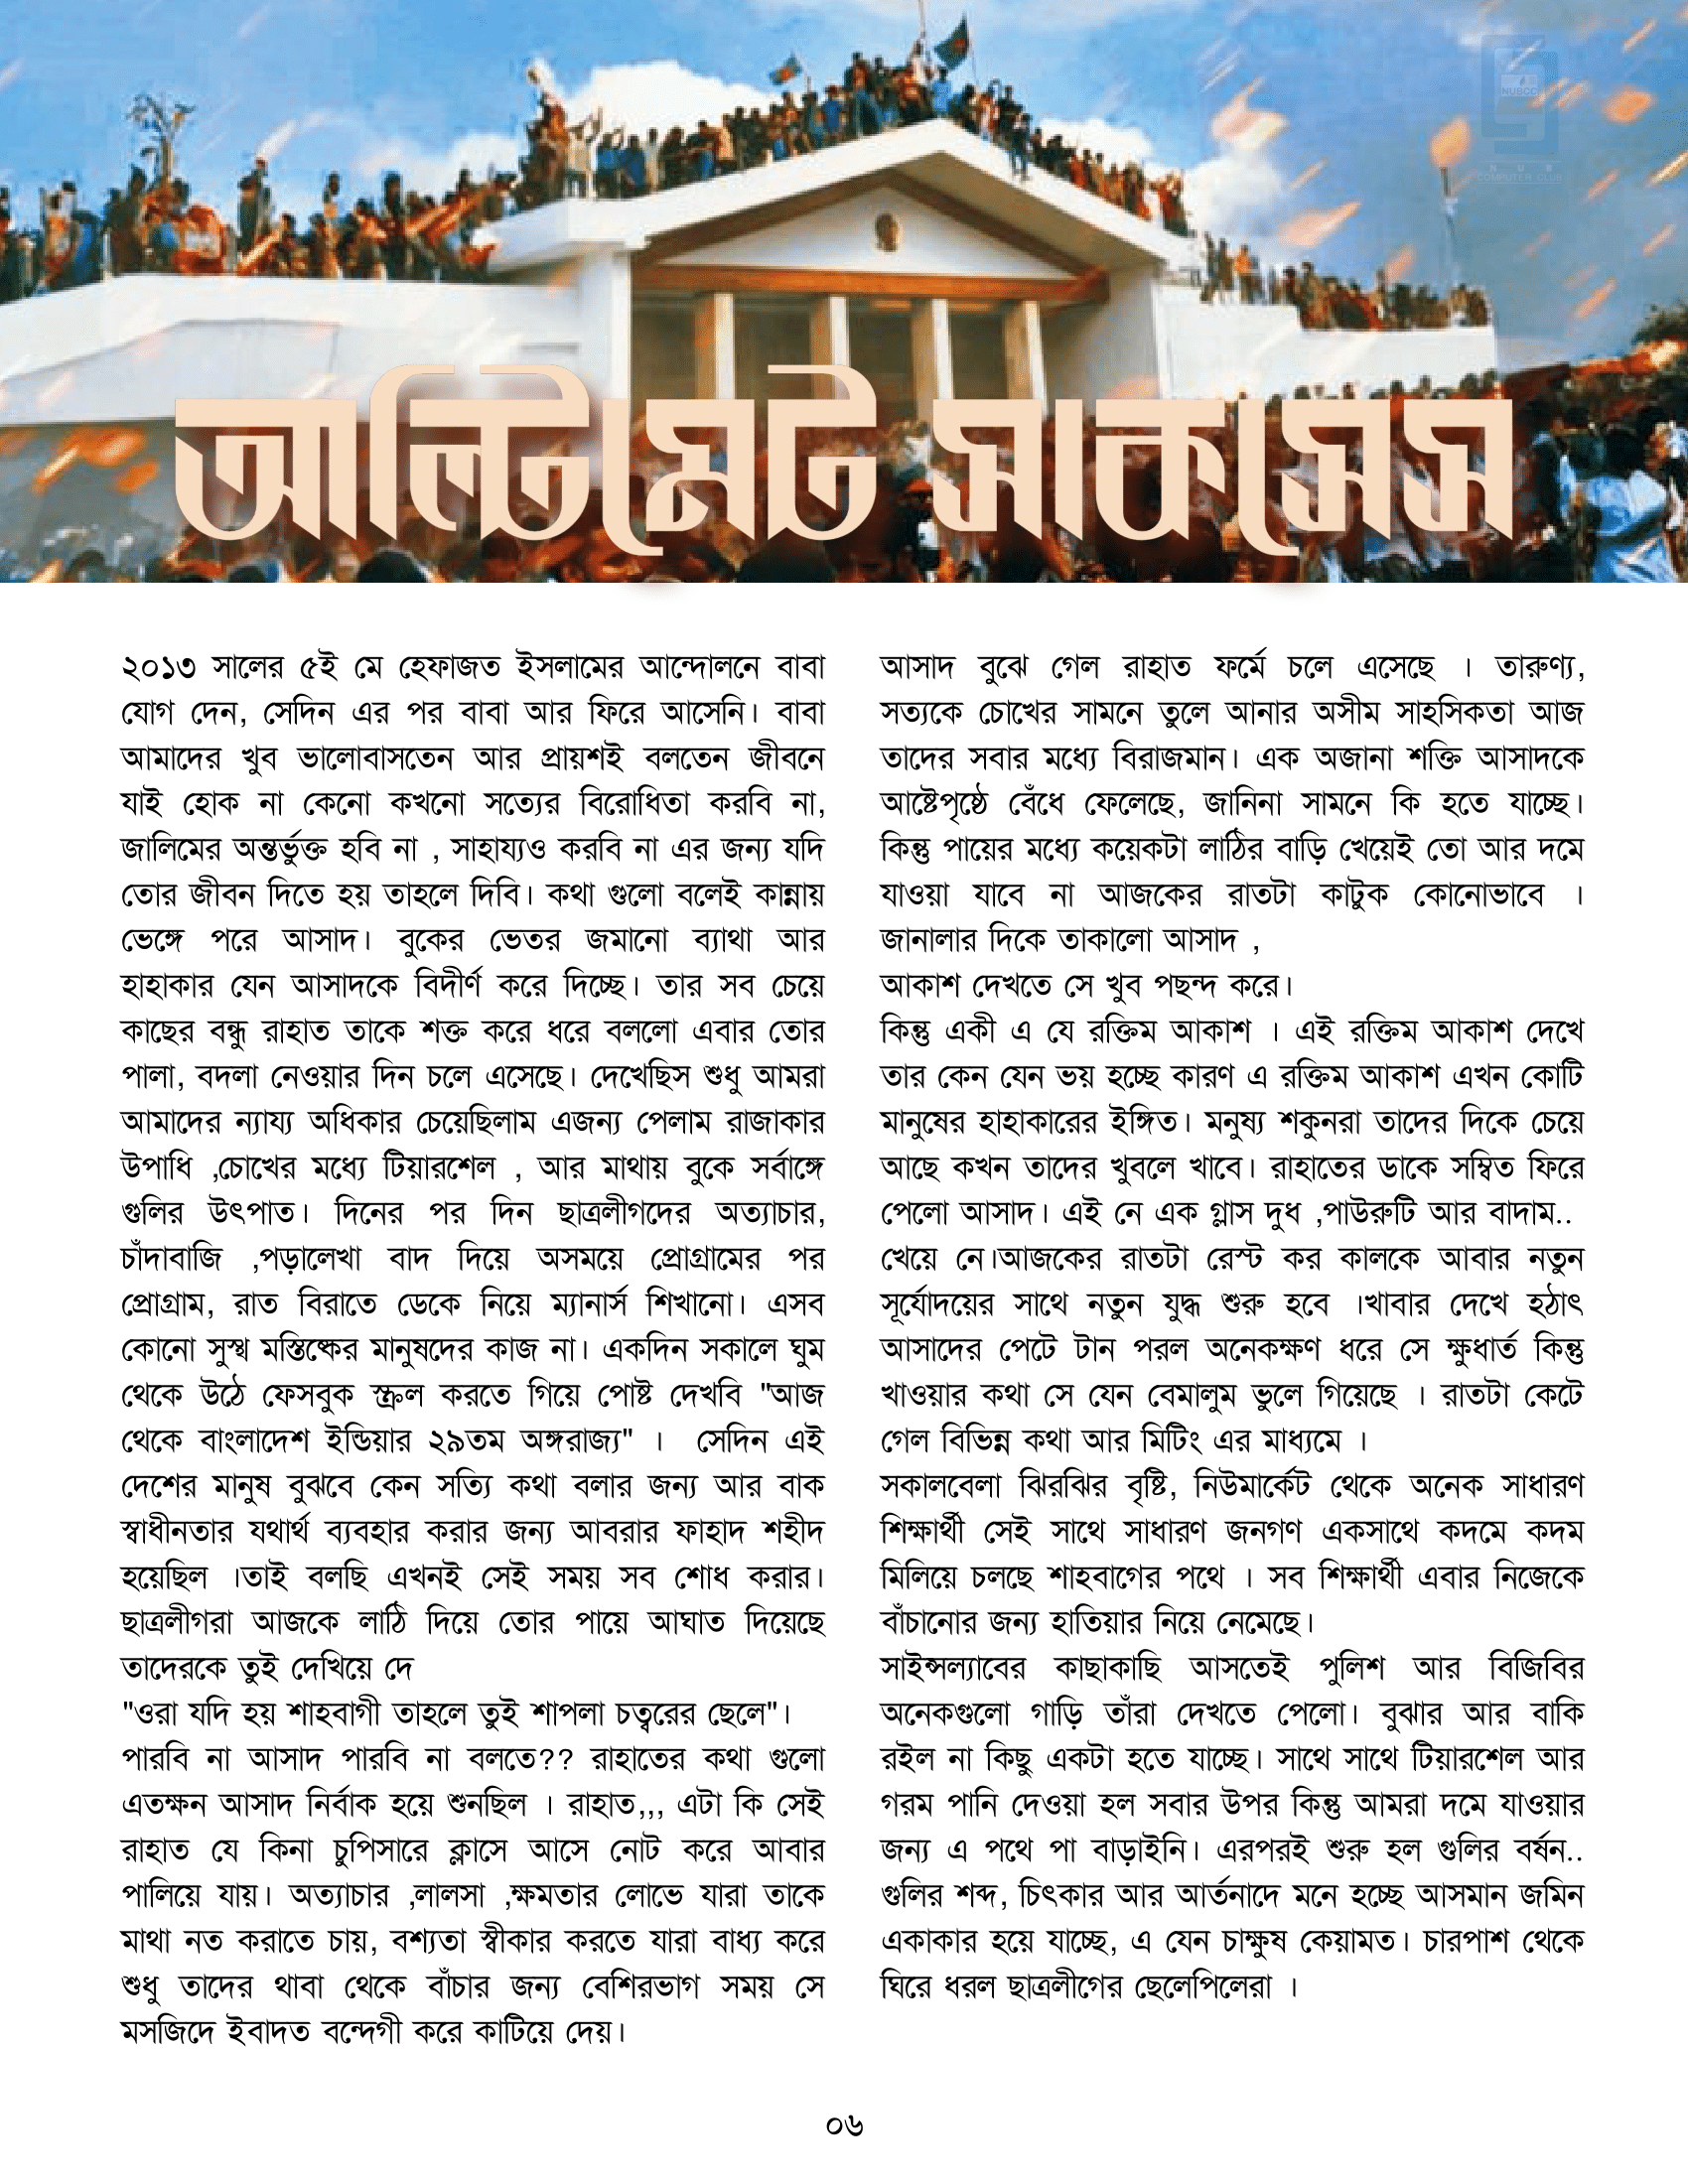 NUBCC
NUB
COMPUTER CLUB
অল্টিমেট সাকসেস
২০১৩ সালের ৫ই মে হেফাজত ইসলামের আন্দোলনে বাবা
যোগ দেন, সেদিন এর পর বাবা আর ফিরে আসেনি। বাবা
আমাদের খুব ভালোবাসতেন আর প্রায়শই বলতেন জীবনে
যাই হোক না কেনো কখনো সত্যের বিরোধিতা করবি না,
জালিমের অন্তর্ভুক্ত হবি না , সাহায্যও করবি না এর জন্য যদি
তোর জীবন দিতে হয় তাহলে দিবি। কথা গুলো বলেই কান্নায়
ভেঙ্গে পরে আসাদ। বুকের ভেতর জমানো ব্যাথা আর
হাহাকার যেন আসাদকে বিদীর্ণ করে দিচ্ছে। তার সব চেয়ে
কাছের বন্ধু রাহাত তাকে শক্ত করে ধরে বললো এবার তোর
পালা, বদলা নেওয়ার দিন চলে এসেছে। দেখেছিস শুধু আমরা
আমাদের ন্যায্য অধিকার চেয়েছিলাম এজন্য পেলাম রাজাকার
উপাধি ,চোখের মধ্যে টিয়ারশেল , আর মাথায় বুকে সর্বাঙ্গে
গুলির উৎপাত। দিনের পর দিন ছাত্রলীগদের অত্যাচার,
চাঁদাবাজি ,পড়ালেখা বাদ দিয়ে অসময়ে প্রোগ্রামের পর
প্রোগ্রাম, রাত বিরাতে ডেকে নিয়ে ম্যানার্স শিখানো। এসব
কোনো সুস্থ মস্তিষ্কের মানুষদের কাজ না। একদিন সকালে ঘুম
থেকে উঠে ফেসবুক স্ক্রল করতে গিয়ে পোষ্ট দেখবি "আজ
থেকে বাংলাদেশ ইন্ডিয়ার ২৯তম অঙ্গরাজ্য" । সেদিন এই
দেশের মানুষ বুঝবে কেন সত্যি কথা বলার জন্য আর বাক
স্বাধীনতার যথার্থ ব্যবহার করার জন্য আবরার ফাহাদ শহীদ
হয়েছিল ।তাই বলছি এখনই সেই সময় সব শোধ করার।
ছাত্রলীগরা আজকে লাঠি দিয়ে তোর পায়ে আঘাত দিয়েছে
তাদেরকে তুই দেখিয়ে দে
"ওরা যদি হয় শাহবাগী তাহলে তুই শাপলা চত্বরের ছেলে"।
পারবি না আসাদ পারবি না বলতে?? রাহাতের কথা গুলো
এতক্ষন আসাদ নির্বাক হয়ে শুনছিল । রাহাত,,, এটা কি সেই
রাহাত যে কিনা চুপিসারে ক্লাসে আসে নোট করে আবার
পালিয়ে যায়। অত্যাচার ,লালসা ,ক্ষমতার লোভে যারা তাকে
মাথা নত করাতে চায়, বশ্যতা স্বীকার করতে যারা বাধ্য করে
শুধু তাদের থাবা থেকে বাঁচার জন্য বেশিরভাগ সময় সে
মসজিদে ইবাদত বন্দেগী করে কাটিয়ে দেয়।
আসাদ বুঝে গেল রাহাত ফর্মে চলে এসেছে । তারুণ্য,
সত্যকে চোখের সামনে তুলে আনার অসীম সাহসিকতা আজ
তাদের সবার মধ্যে বিরাজমান। এক অজানা শক্তি আসাদকে
আষ্টেপৃষ্ঠে বেঁধে ফেলেছে, জানিনা সামনে কি হতে যাচ্ছে।
কিন্তু পায়ের মধ্যে কয়েকটা লাঠির বাড়ি খেয়েই তো আর দমে
যাওয়া যাবে না আজকের রাতটা কাটুক কোনোভাবে ।
জানালার দিকে তাকালো আসাদ ,
আকাশ দেখতে সে খুব পছন্দ করে।
কিন্তু একী এ যে রক্তিম আকাশ । এই রক্তিম আকাশ দেখে
তার কেন যেন ভয় হচ্ছে কারণ এ রক্তিম আকাশ এখন কোটি
মানুষের হাহাকারের ইঙ্গিত। মনুষ্য শকুনরা তাদের দিকে চেয়ে
আছে কখন তাদের খুবলে খাবে। রাহাতের ডাকে সম্বিত ফিরে
পেলো আসাদ। এই নে এক গ্লাস দুধ ,পাউরুটি আর বাদাম..
খেয়ে নে।আজকের রাতটা রেস্ট কর কালকে আবার নতুন
সূর্যোদয়ের সাথে নতুন যুদ্ধ শুরু হবে ।খাবার দেখে হঠাৎ
আসাদের পেটে টান পরল অনেকক্ষণ ধরে সে ক্ষুধার্ত কিন্তু
খাওয়ার কথা সে যেন বেমালুম ভুলে গিয়েছে । রাতটা কেটে
গেল বিভিন্ন কথা আর মিটিং এর মাধ্যমে ।
সকালবেলা ঝিরঝির বৃষ্টি, নিউমার্কেট থেকে অনেক সাধারণ
শিক্ষার্থী সেই সাথে সাধারণ জনগণ একসাথে কদমে কদম
মিলিয়ে চলছে শাহবাগের পথে । সব শিক্ষার্থী এবার নিজেকে
বাঁচানোর জন্য হাতিয়ার নিয়ে নেমেছে।
সাইন্সল্যাবের কাছাকাছি আসতেই পুলিশ আর বিজিবির
অনেকগুলো গাড়ি তাঁরা দেখতে পেলো। বুঝার আর বাকি
রইল না কিছু একটা হতে যাচ্ছে। সাথে সাথে টিয়ারশেল আর
গরম পানি দেওয়া হল সবার উপর কিন্তু আমরা দমে যাওয়ার
জন্য এ পথে পা বাড়াইনি। এরপরই শুরু হল গুলির বর্ষন..
গুলির শব্দ, চিৎকার আর আর্তনাদে মনে হচ্ছে আসমান জমিন
একাকার হয়ে যাচ্ছে, এ যেন চাক্ষুষ কেয়ামত। চারপাশ থেকে
ঘিরে ধরল ছাত্রলীগের ছেলেপিলেরা ।
০৬